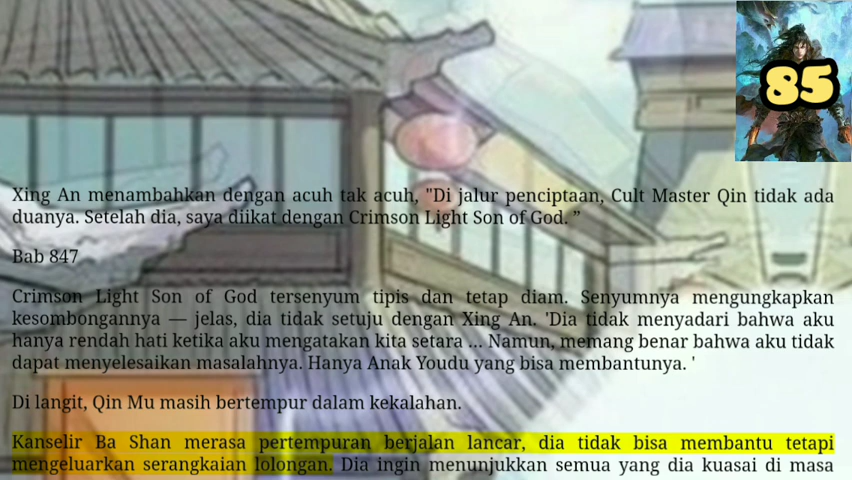 85
Xing An menambahkan dengan acuh tak acuh, "Di jalur penciptaan, Cult Master Qin tidak ada
duanya. Setelah dia, saya diikat dengan Crimson Light Son of God. ”
Bab 847
Crimson Light Son of God tersenyum tipis dan tetap diam. Senyumnya mengungkapkan
kesombongannya — jelas, dia tidak setuju dengan Xing An. 'Dia tidak menyadari bahwa aku
hanya rendah hati ketika aku mengatakan kita setara ... Namun, memang benar bahwa aku tidak
dapat menyelesaikan masalahnya. Hanya Anak Youdu yang bisa membantunya. '
Di langit, Qin Mu masih bertempur dalam kekalahan.
Kanselir Ba Shan merasa pertempuran berjalan lancar, dia tidak bisa membantu tetapi
mengeluarkan serangkaian lolongan. Dia ingin menunjukkan semua yang dia kuasai di masa